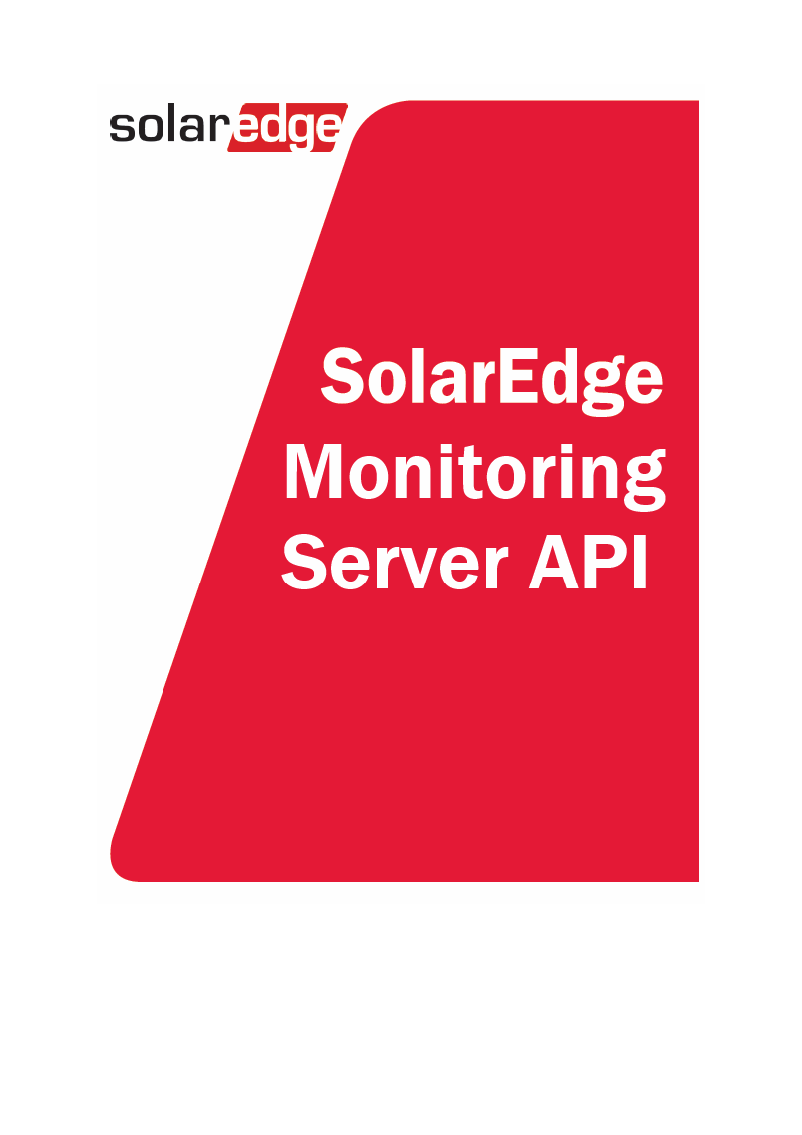 solaredge
SolarEdge
Monitoring
Server API